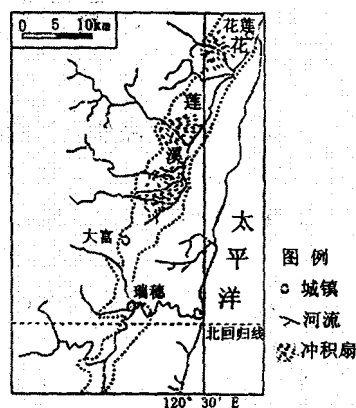 0 5 10km
花莲
花
莲
溪
大富
太
平
洋
瑞穗
北回归线
120°30′E
图例
城镇
河流
冲积扇